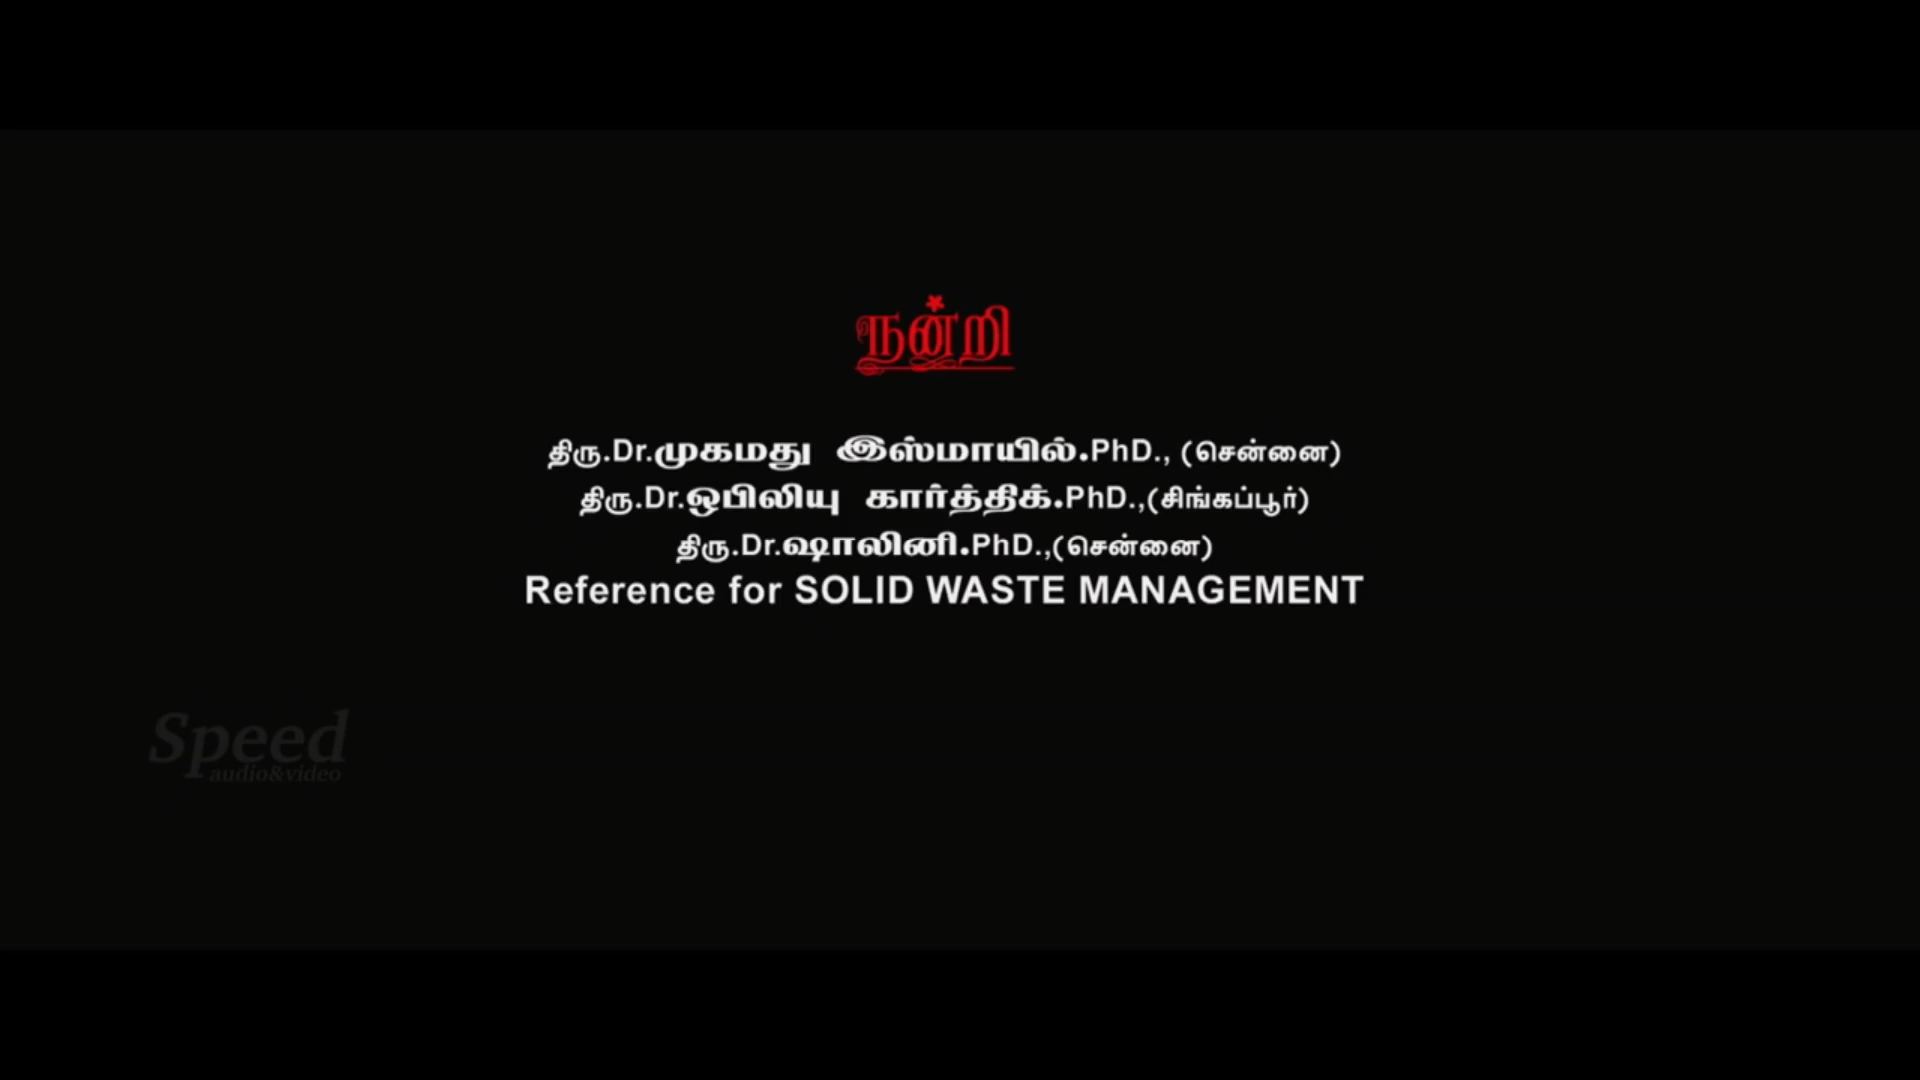 நன்றி
திரு.Dr.முகமது இஸ்மாயில்.PhD., (சென்னை)
திரு.Dr.ஒபிலியு கார்த்திக்.PhD.,(சிங்கப்பூர்)
திரு.Dr.ஷாலினி.PhD.,(சென்னை)
Reference for SOLID WASTE MANAGEMENT
Speed
audio&video